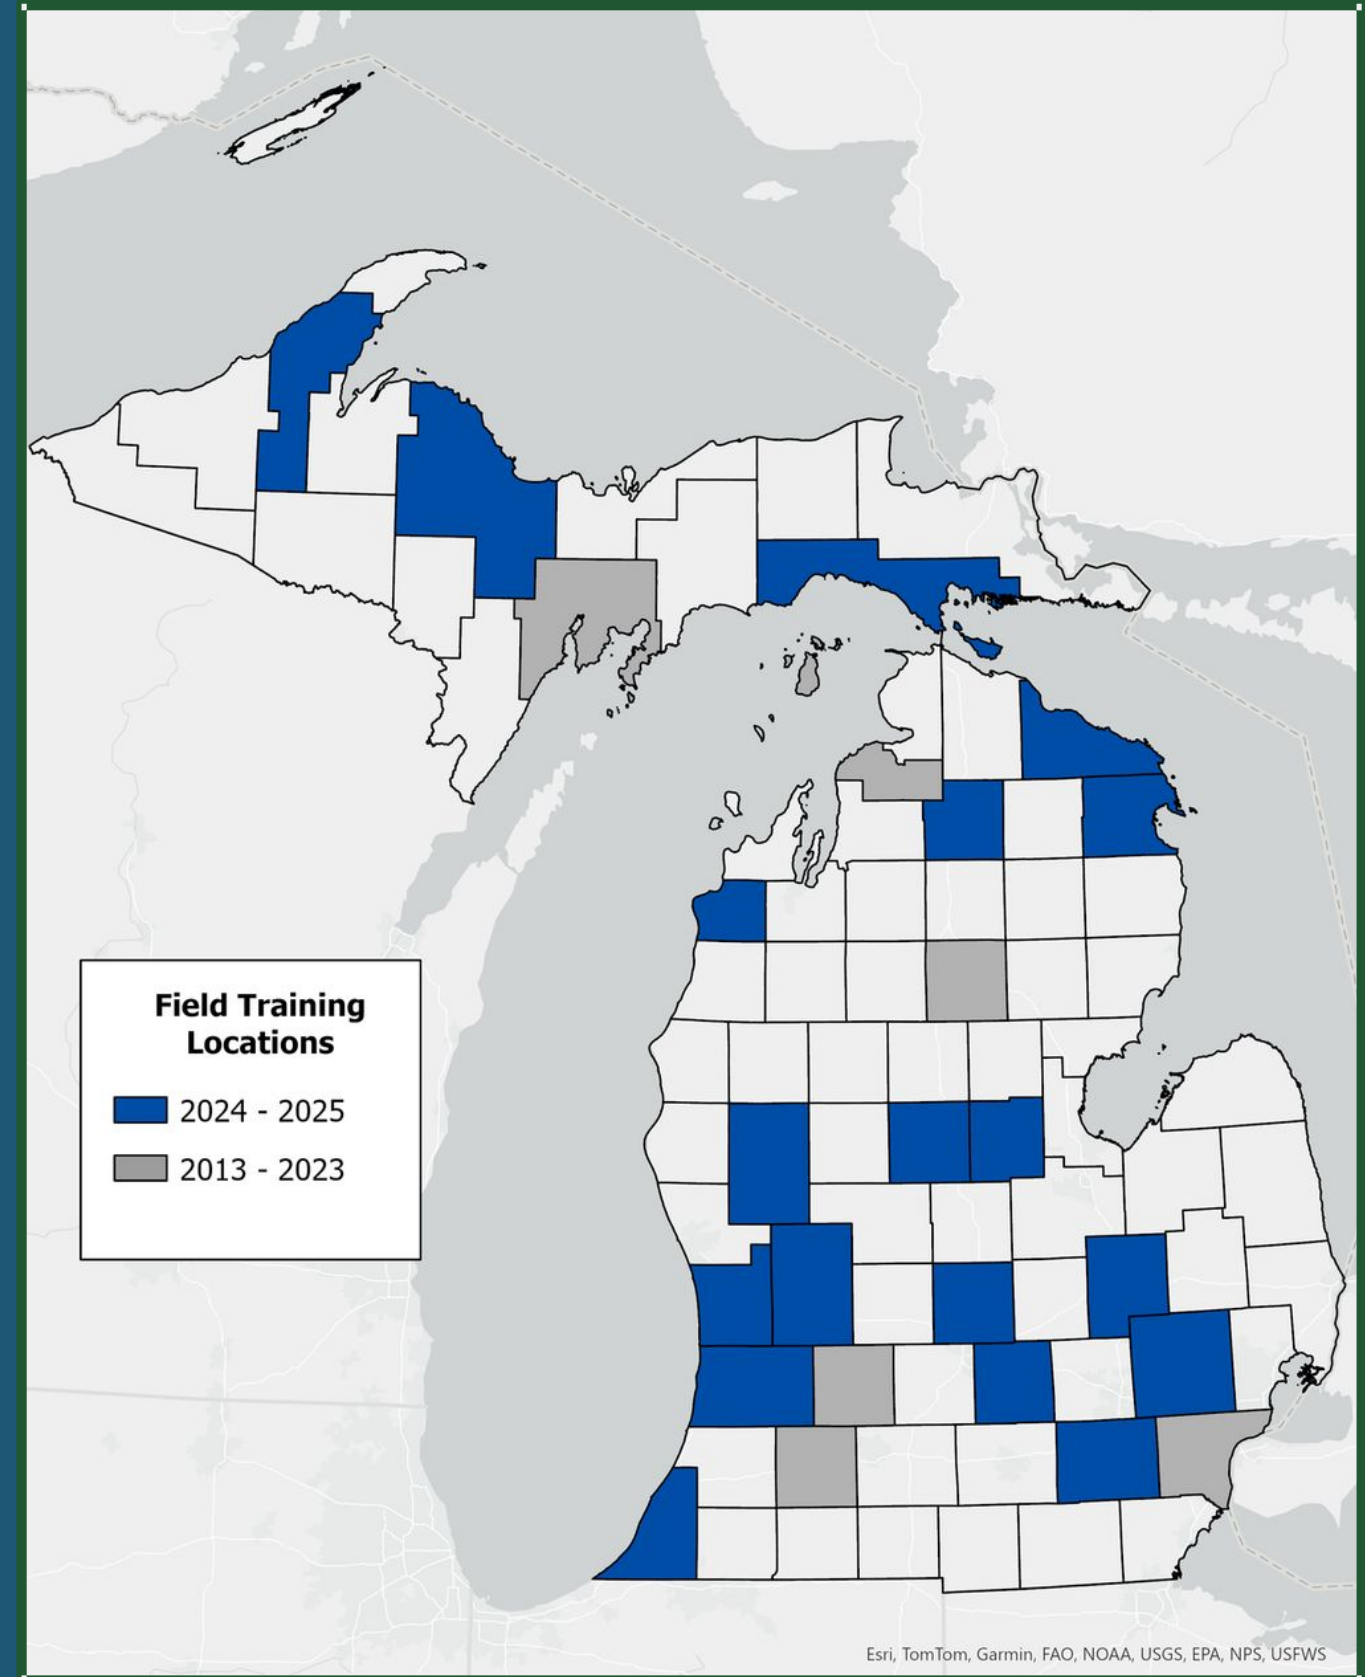 Field Training
Locations
2024 - 2025
2013 - 2023
Esri, TomTom, Garmin, FAO, NOAA, USGS, EPA, NPS, USFWS